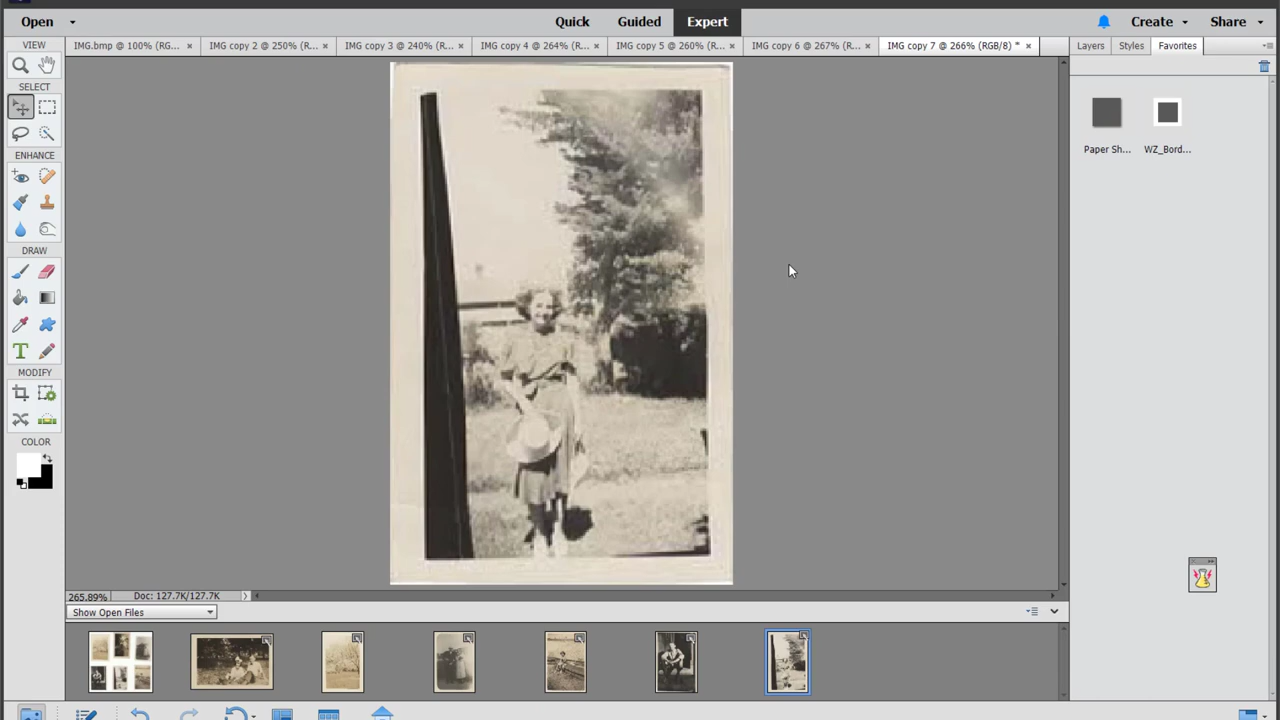 Open
Quick
Guided
Expert
Create
Share
VIEW
IMG.bmp @ 100% (RG...
IMG copy 2 @ 250% (R...
IMG copy 3 @ 240% (R...
IMG copy 4 @ 264% (R...
IMG copy 5 @ 260% (R...
IMG copy 6 @ 267% (R...
IMG copy 7 @ 266% (RGB/8) *
Layers
Styles
Favorites
SELECT
ENHANCE
DRAW
MODIFY
COLOR
Paper Sh...
WZ_Bord...
265.89%
Doc: 127.7K/127.7K
Show Open Files